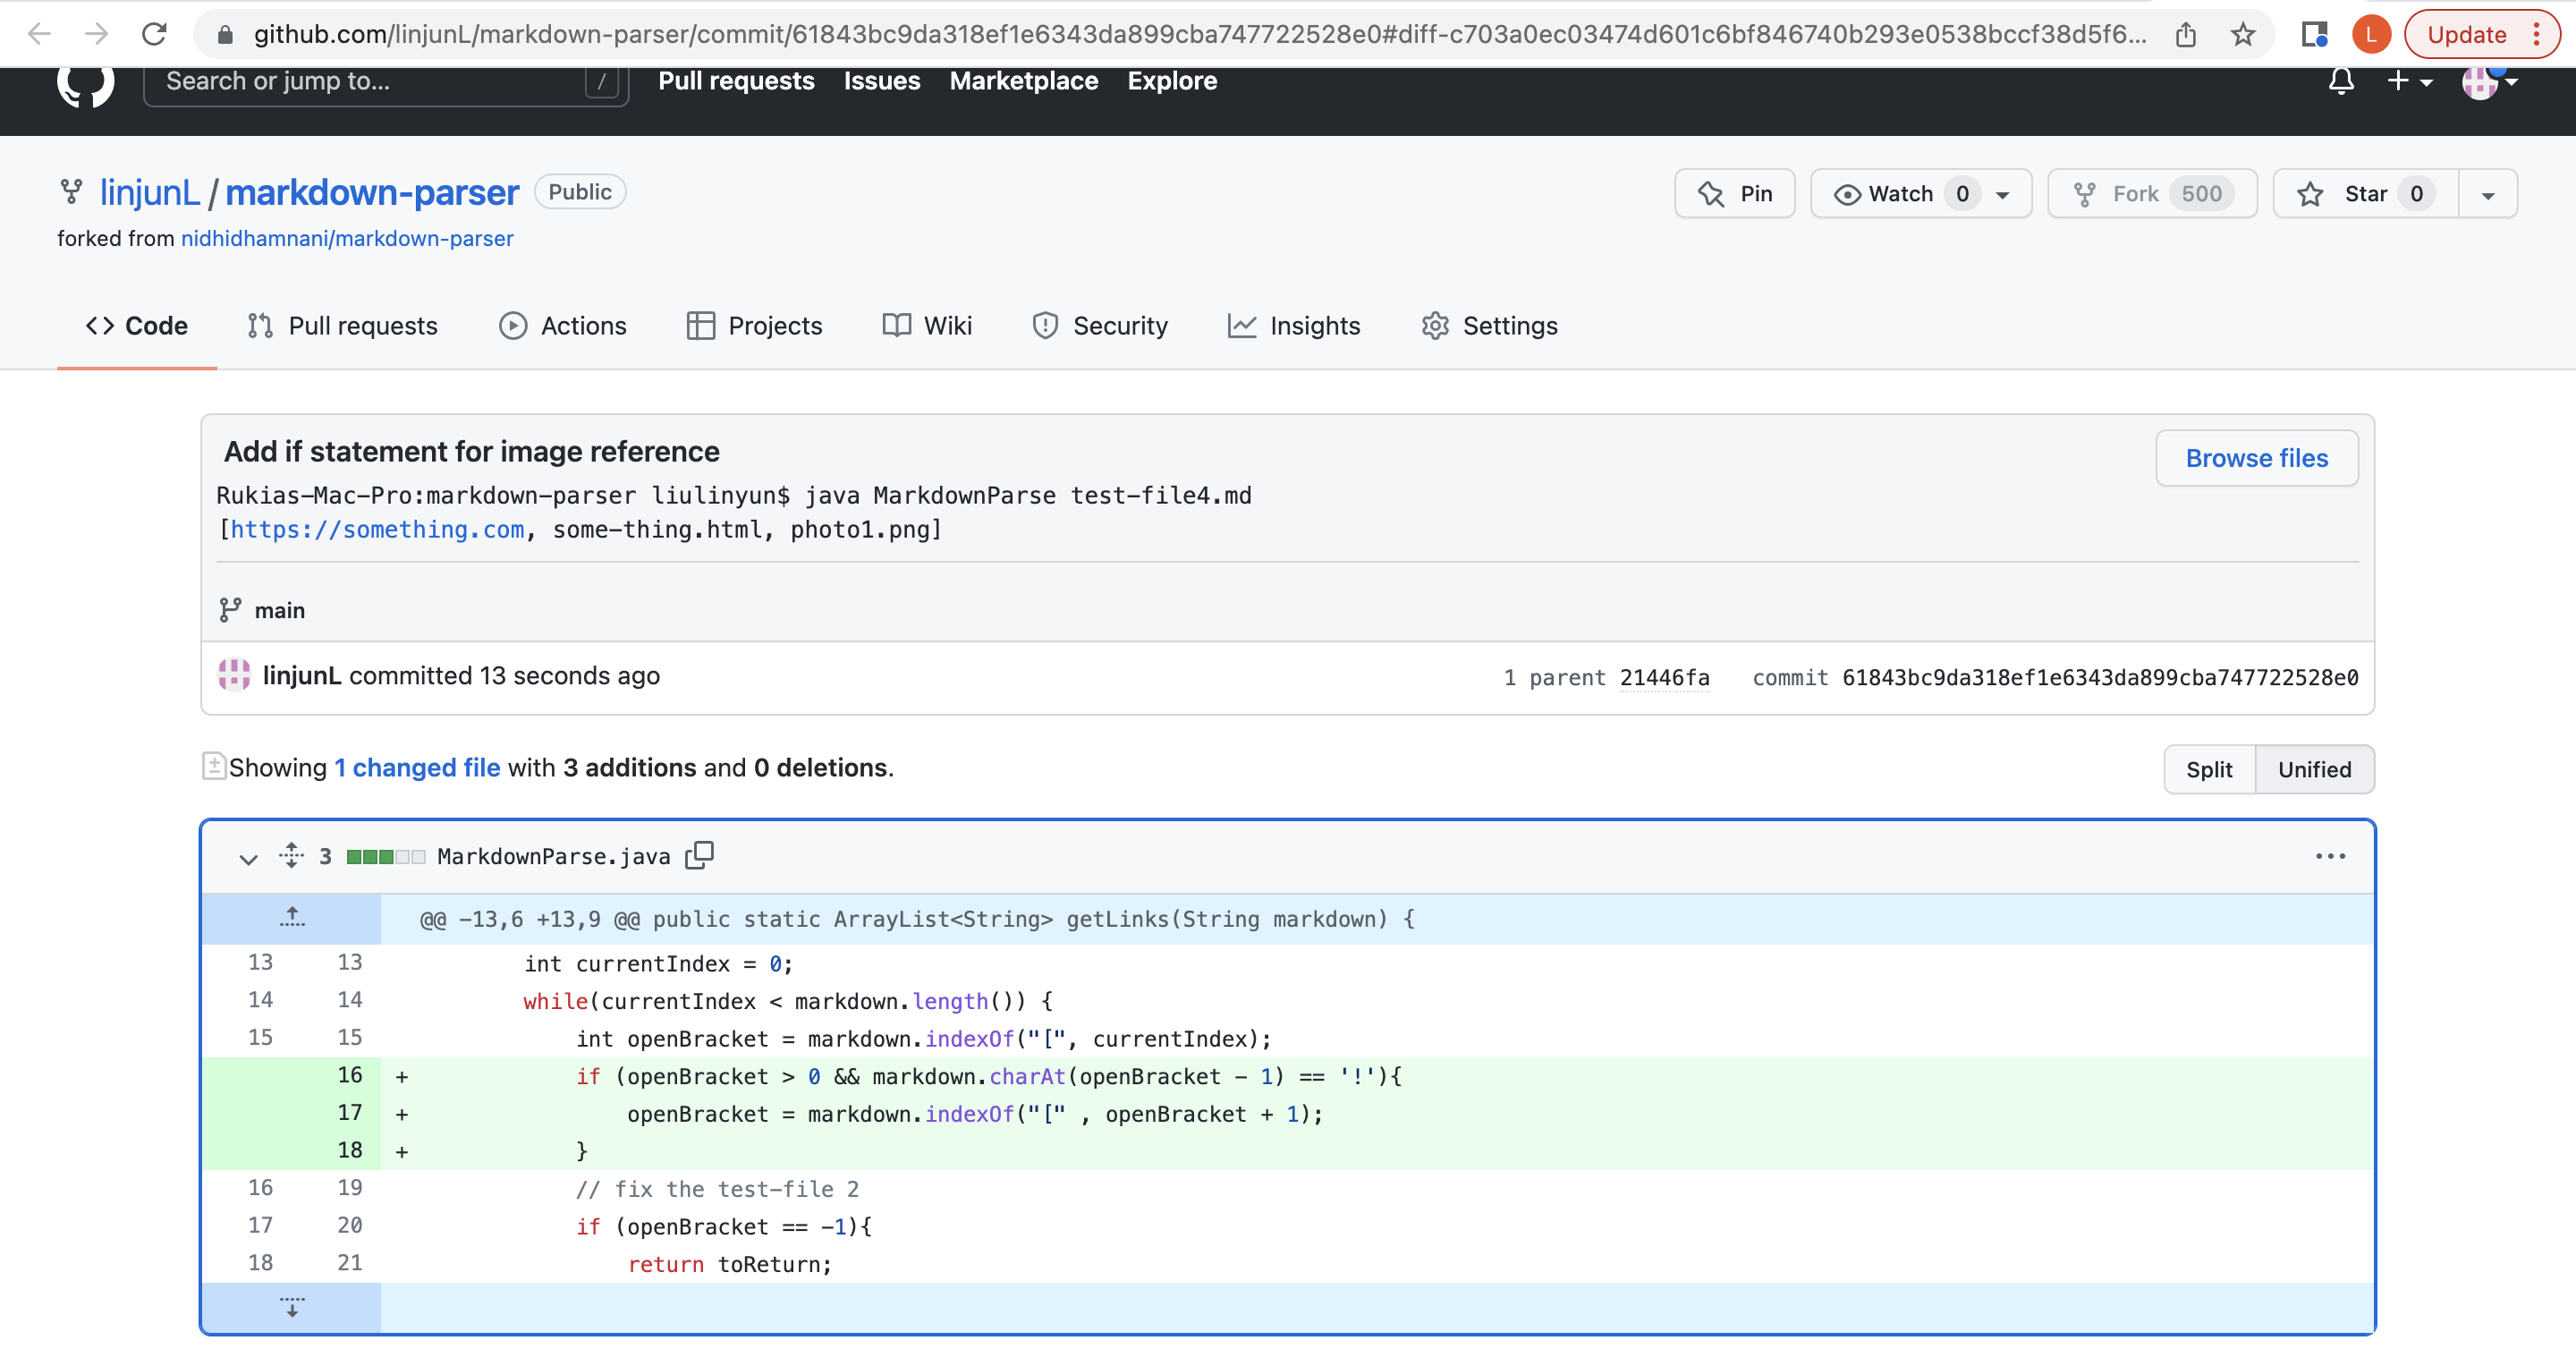 github.com/linjunL/markdown-parser/commit/61843bc9da318ef1e6343da899cba747722528e0#diff-c703a0ec03474d601c6bf846740b293e0538bccf38d5f6...
L
Update
Search or jump to...
/
Pull requests
Issues
Marketplace
Explore
linjunL / markdown-parser
Public
Pin
Watch 0
Fork 500
Star 0
forked from nidhidhamnani/markdown-parser
Code
Pull requests
Actions
Projects
Wiki
Security
Insights
Settings
Add if statement for image reference
Browse files
Rukias-Mac-Pro:markdown-parser liulinyun$ java MarkdownParse test-file4.md
[https://something.com, some-thing.html, photo1.png]
main
linjunL committed 13 seconds ago
1 parent 21446fa commit 61843bc9da318ef1e6343da899cba747722528e0
Showing 1 changed file with 3 additions and 0 deletions.
Split
Unified
3 MarkdownParse.java
@@ -13,6 +13,9 @@ public static ArrayList<String> getLinks(String markdown) {
13 13 int currentIndex = 0;
14 14 while(currentIndex < markdown.length()) {
15 15 int openBracket = markdown.indexOf("[", currentIndex);
16 + if (openBracket > 0 && markdown.charAt(openBracket - 1) == '!'){
17 + openBracket = markdown.indexOf("[" , openBracket + 1);
18 + }
16 19 // fix the test-file 2
17 20 if (openBracket == -1){
18 21 return toReturn;